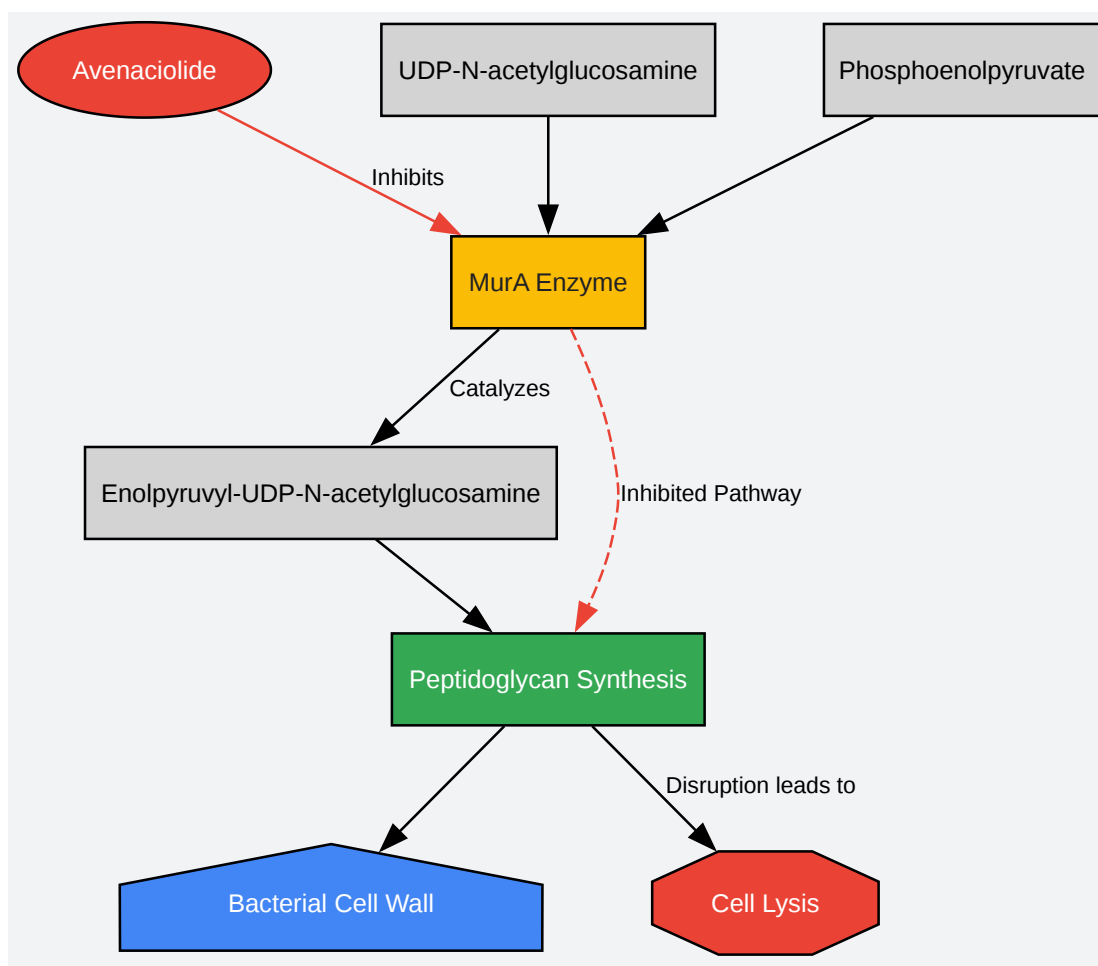 Avenaciolide
UDP-N-acetylglucosamine
Phosphoenolpyruvate
Inhibits
MurA Enzyme
Catalyzes
Enolpyruvyl-UDP-N-acetylglucosamine
Inhibited Pathway
Peptidoglycan Synthesis
Disruption leads to
Bacterial Cell Wall
Cell Lysis